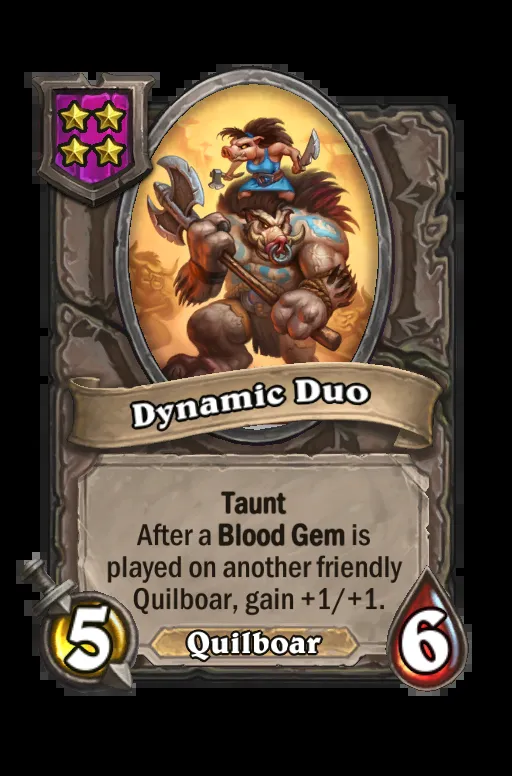 Dynamic Duo
Taunt
After a Blood Gem is
played on another friendly
Quilboar, gain +1/+1.
5
Quilboar
6